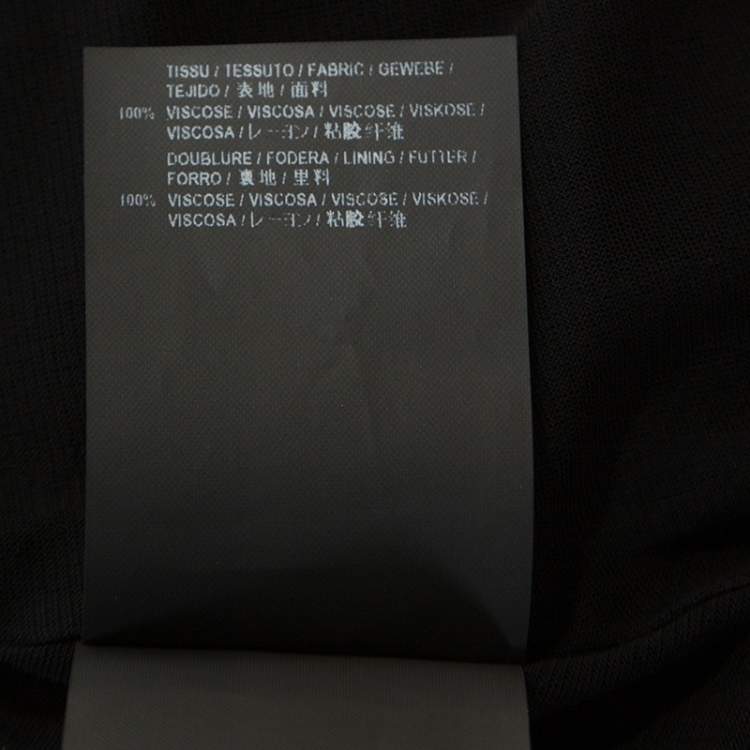 TISSU / TESSUTO / FABRIC / GEWEBE /
TEJIDO / 表地 / 面料
100% VISCOSE / VISCOSA / VISCOSE / VISKOSE /
VISCOSA / レーヨン / 粘胶纤维
DOUBLURE / FODERA / LINING / FUTTER /
FORRO / 裏地 / 里料
100% VISCOSE / VISCOSA / VISCOSE / VISKOSE /
VISCOSA / レーヨン / 粘胶纤维